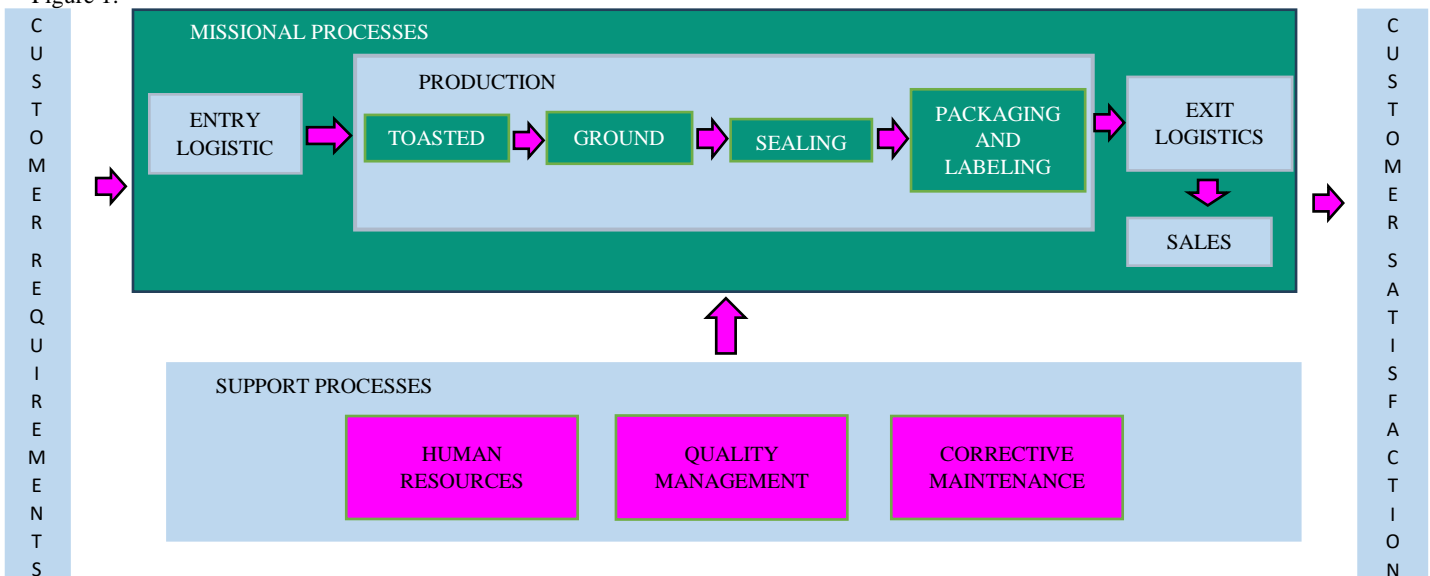 Figure 1.
CUSTOMER REQUIREMENTS
MISSIONAL PROCESSES
ENTRY
LOGISTIC
PRODUCTION
TOASTED
GROUND
SEALING
PACKAGING
AND
LABELING
EXIT
LOGISTICS
SALES
SUPPORT PROCESSES
HUMAN
RESOURCES
QUALITY
MANAGEMENT
CORRECTIVE
MAINTENANCE
CUSTOMER SATISFACTION